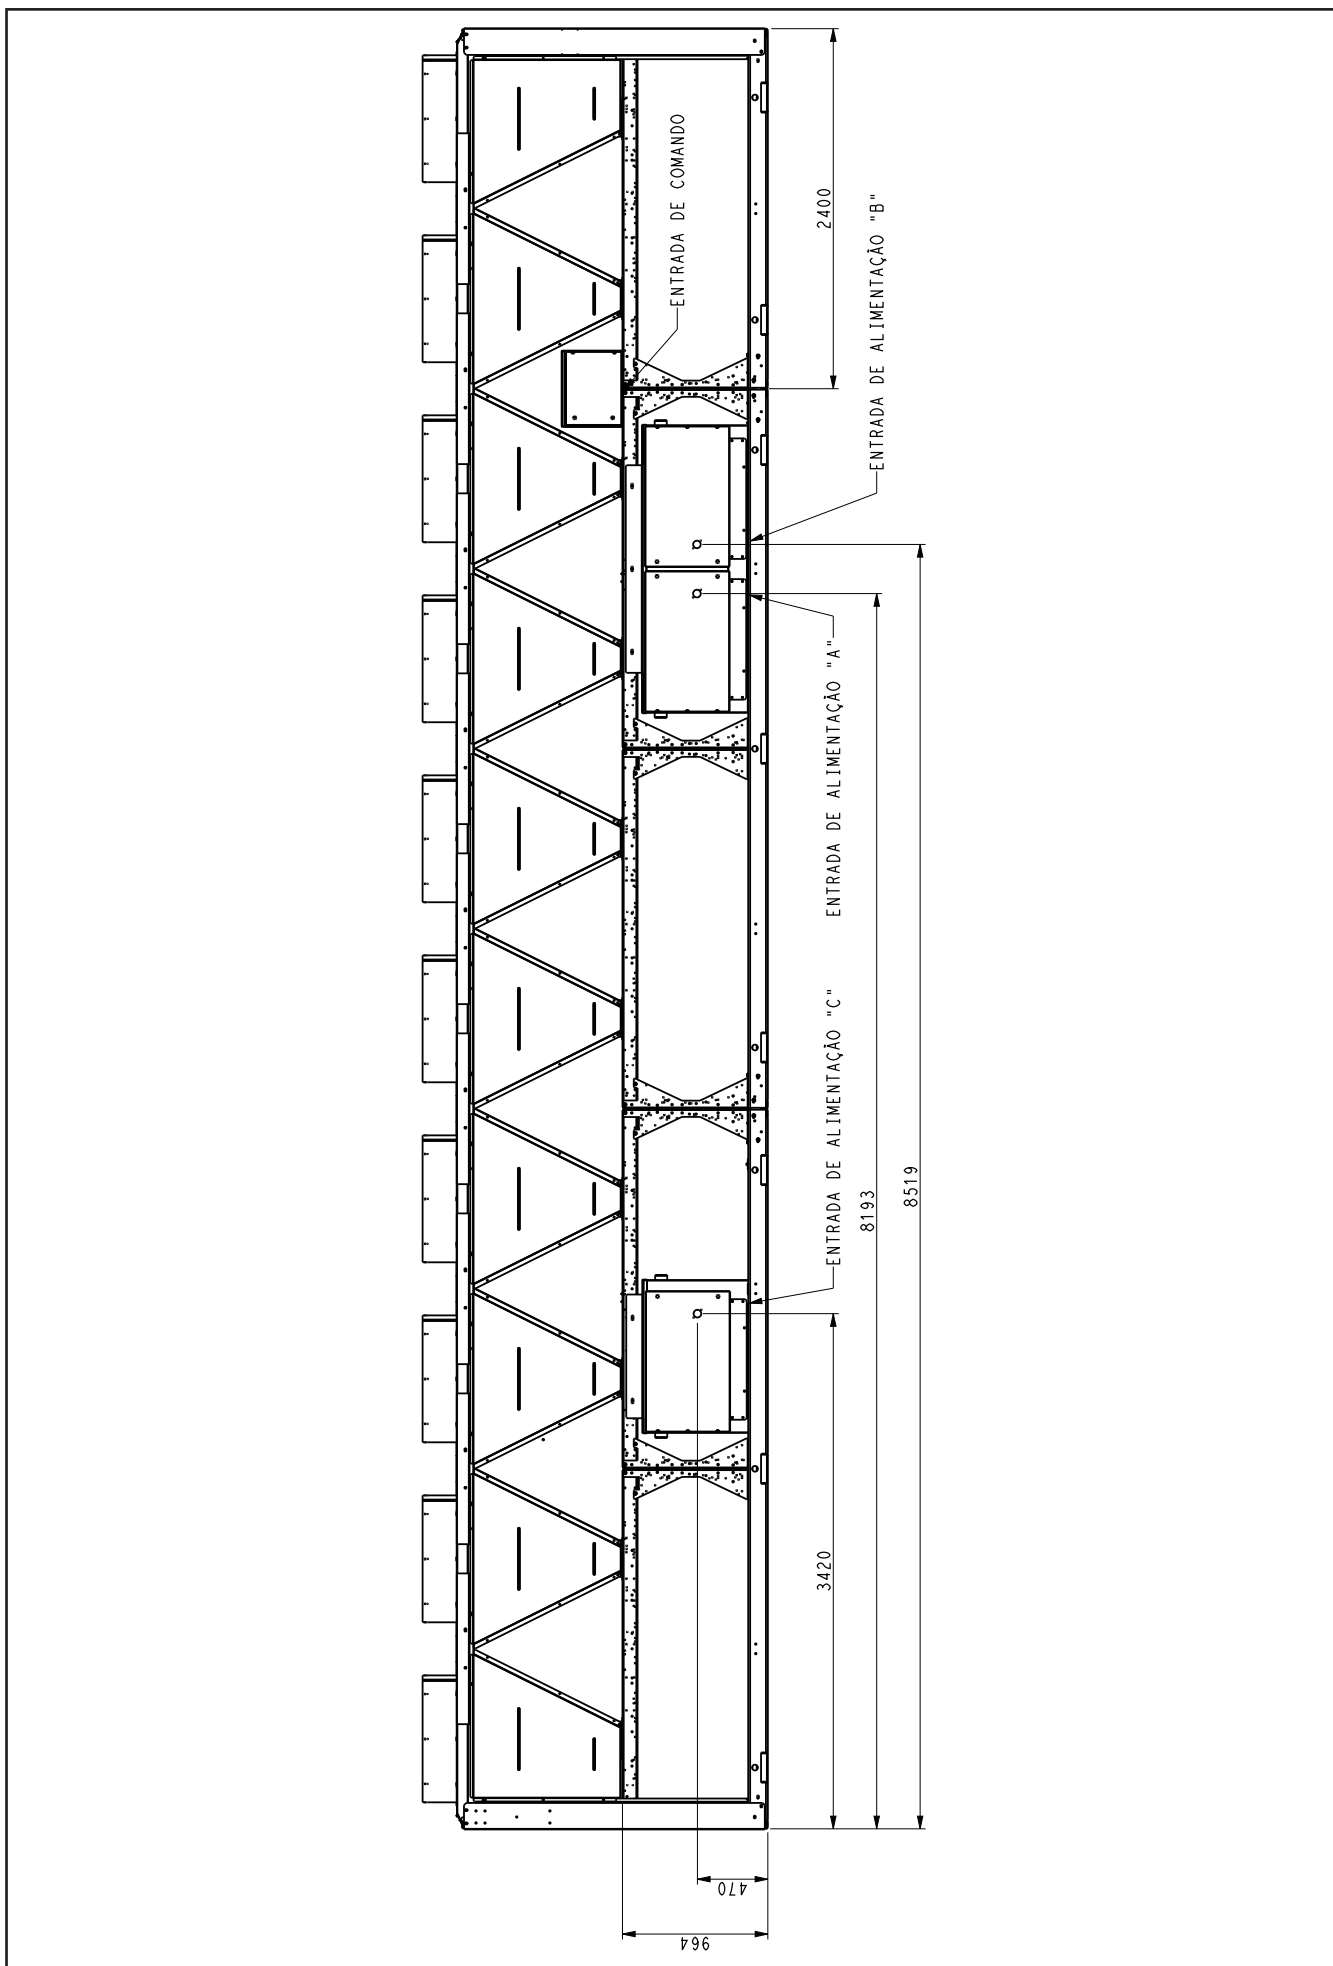 ENTRADA DE COMANDO
2400
ENTRADA DE ALIMENTAÇÃO "B"
ENTRADA DE ALIMENTAÇÃO "A"
ENTRADA DE ALIMENTAÇÃO "C"
8519
8193
3420
470
964